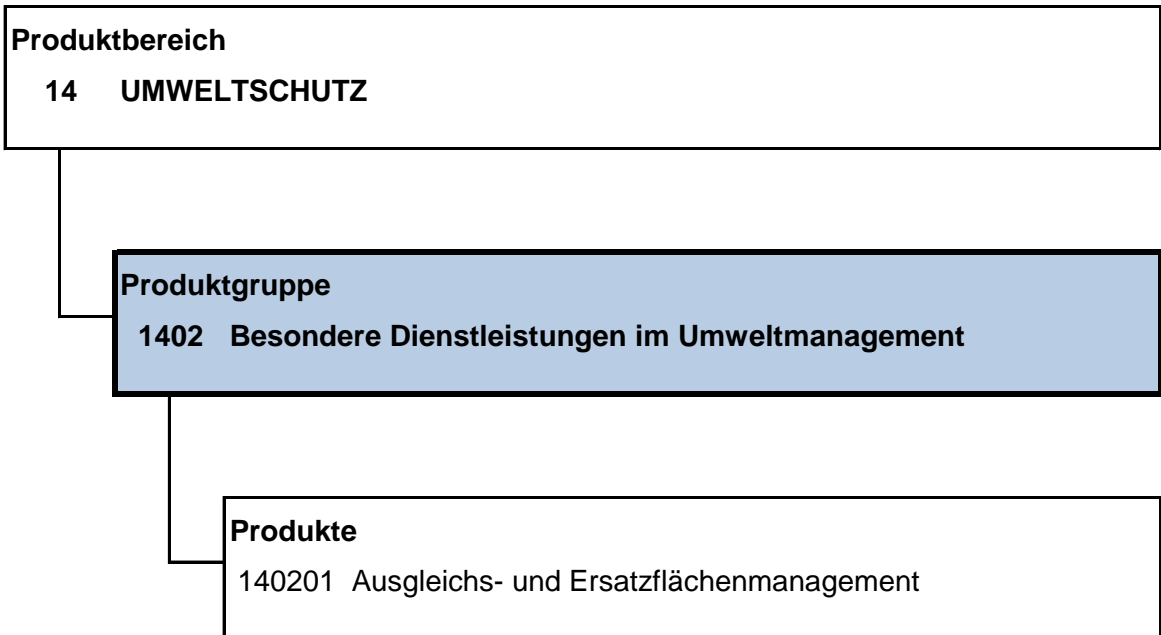 Produktbereich
14 UMWELTSCHUTZ
Produktgruppe
1402 Besondere Dienstleistungen im Umweltmanagement
Produkte
140201 Ausgleichs- und Ersatzflächenmanagement